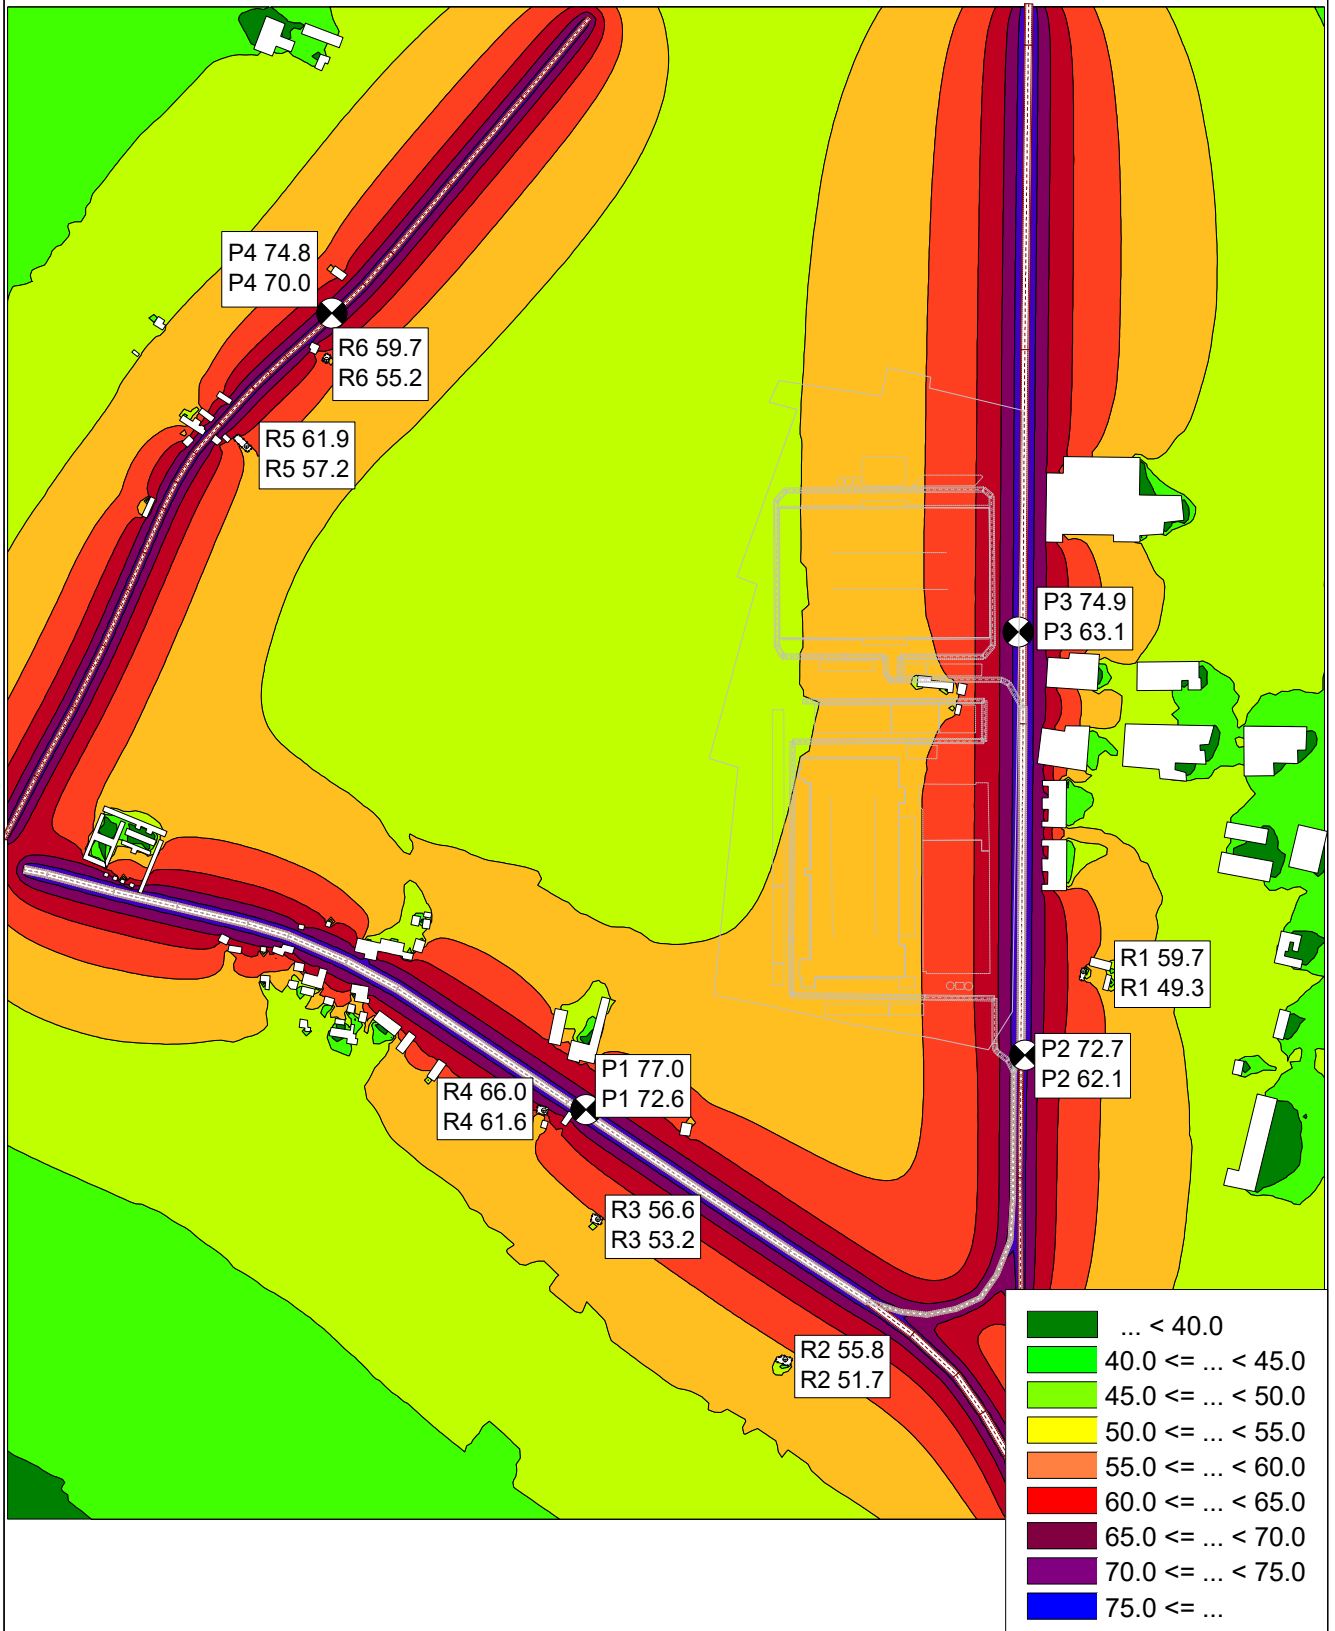 P4 74.8
P4 70.0
R6 59.7
R6 55.2
R5 61.9
R5 57.2
P3 74.9
P3 63.1
R1 59.7
R1 49.3
P2 72.7
P2 62.1
P1 77.0
P1 72.6
R4 66.0
R4 61.6
R3 56.6
R3 53.2
R2 55.8
R2 51.7
... < 40.0
40.0 <= ... < 45.0
45.0 <= ... < 50.0
50.0 <= ... < 55.0
55.0 <= ... < 60.0
60.0 <= ... < 65.0
65.0 <= ... < 70.0
70.0 <= ... < 75.0
75.0 <= ...